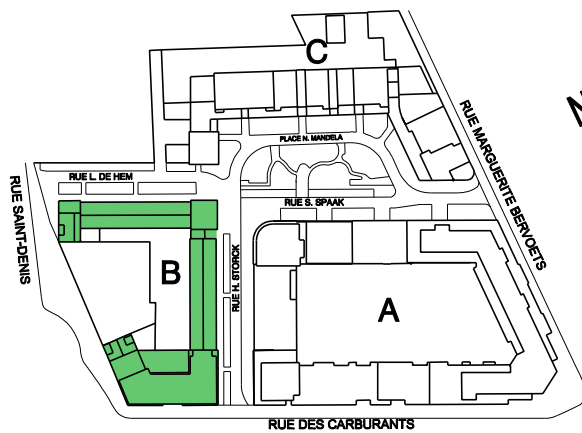 C
N
PLACE N. MANDELA
RUE MARGUERITE BERVOETS
RUE L. DE HEM
RUE SAINT-DENIS
RUE S. SPAAK
B
RUE H. STORCK
A
RUE DES CARBURANTS